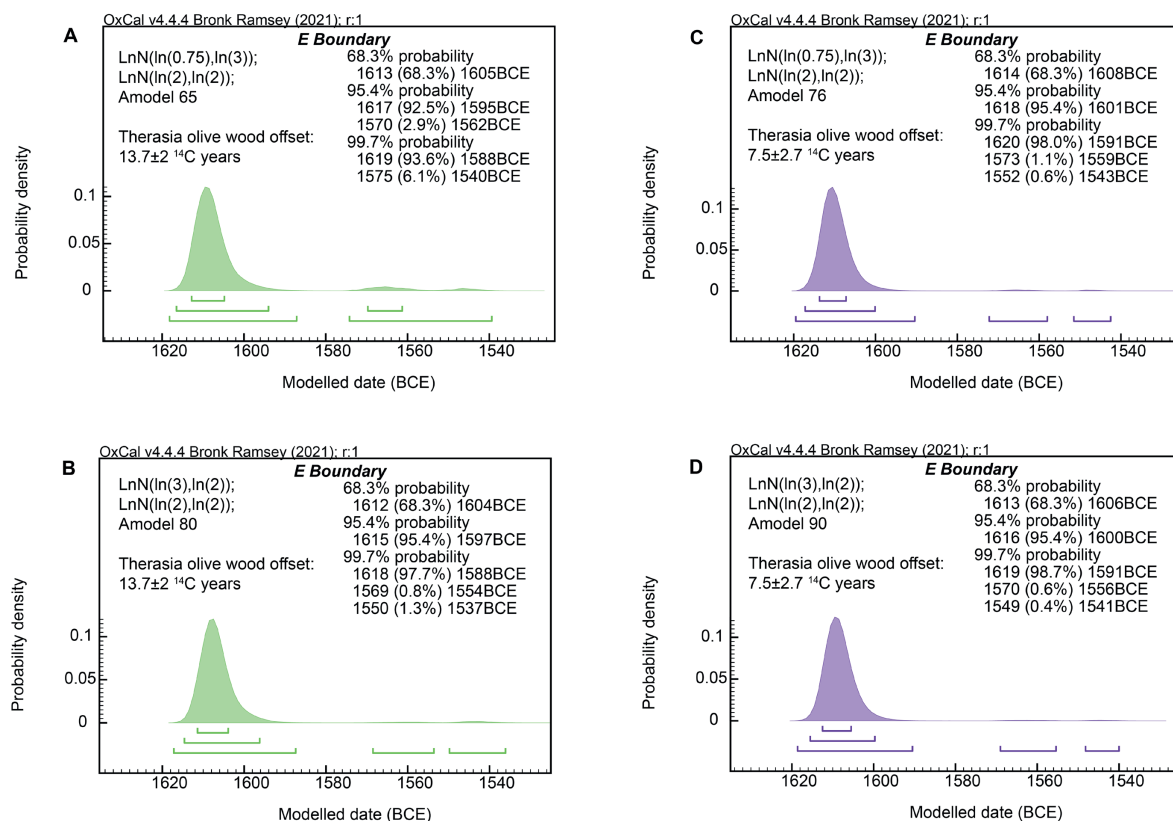 OxCal v4.4.4 Bronk Ramsey (2021); r:1
A
E Boundary
LnN(ln(0.75),ln(3));
LnN(ln(2),ln(2));
Amodel 65
Therasia olive wood offset:
13.7±2 ¹⁴C years
68.3% probability
1613 (68.3%) 1605BCE
95.4% probability
1617 (92.5%) 1595BCE
1570 (2.9%) 1562BCE
99.7% probability
1619 (93.6%) 1588BCE
1575 (6.1%) 1540BCE
Probability density
0.1
0.05
0
1620 1600 1580 1560 1540
Modelled date (BCE)
OxCal v4.4.4 Bronk Ramsey (2021); r:1
C
E Boundary
LnN(ln(0.75),ln(3));
LnN(ln(2),ln(2));
Amodel 76
Therasia olive wood offset:
7.5±2.7 ¹⁴C years
68.3% probability
1614 (68.3%) 1608BCE
95.4% probability
1618 (95.4%) 1601BCE
99.7% probability
1620 (98.0%) 1591BCE
1573 (1.1%) 1559BCE
1552 (0.6%) 1543BCE
Probability density
0.1
0.05
0
1620 1600 1580 1560 1540
Modelled date (BCE)
OxCal v4.4.4 Bronk Ramsey (2021); r:1
B
E Boundary
LnN(ln(3),ln(2));
LnN(ln(2),ln(2));
Amodel 80
Therasia olive wood offset:
13.7±2 ¹⁴C years
68.3% probability
1612 (68.3%) 1604BCE
95.4% probability
1615 (95.4%) 1597BCE
99.7% probability
1618 (97.7%) 1588BCE
1569 (0.8%) 1554BCE
1550 (1.3%) 1537BCE
Probability density
0.1
0.05
0
1620 1600 1580 1560 1540
Modelled date (BCE)
OxCal v4.4.4 Bronk Ramsey (2021); r:1
D
E Boundary
LnN(ln(3),ln(2));
LnN(ln(2),ln(2));
Amodel 90
Therasia olive wood offset:
7.5±2.7 ¹⁴C years
68.3% probability
1613 (68.3%) 1606BCE
95.4% probability
1616 (95.4%) 1600BCE
99.7% probability
1619 (98.7%) 1591BCE
1570 (0.6%) 1556BCE
1549 (0.4%) 1541BCE
Probability density
0.1
0.05
0
1620 1600 1580 1560 1540
Modelled date (BCE)